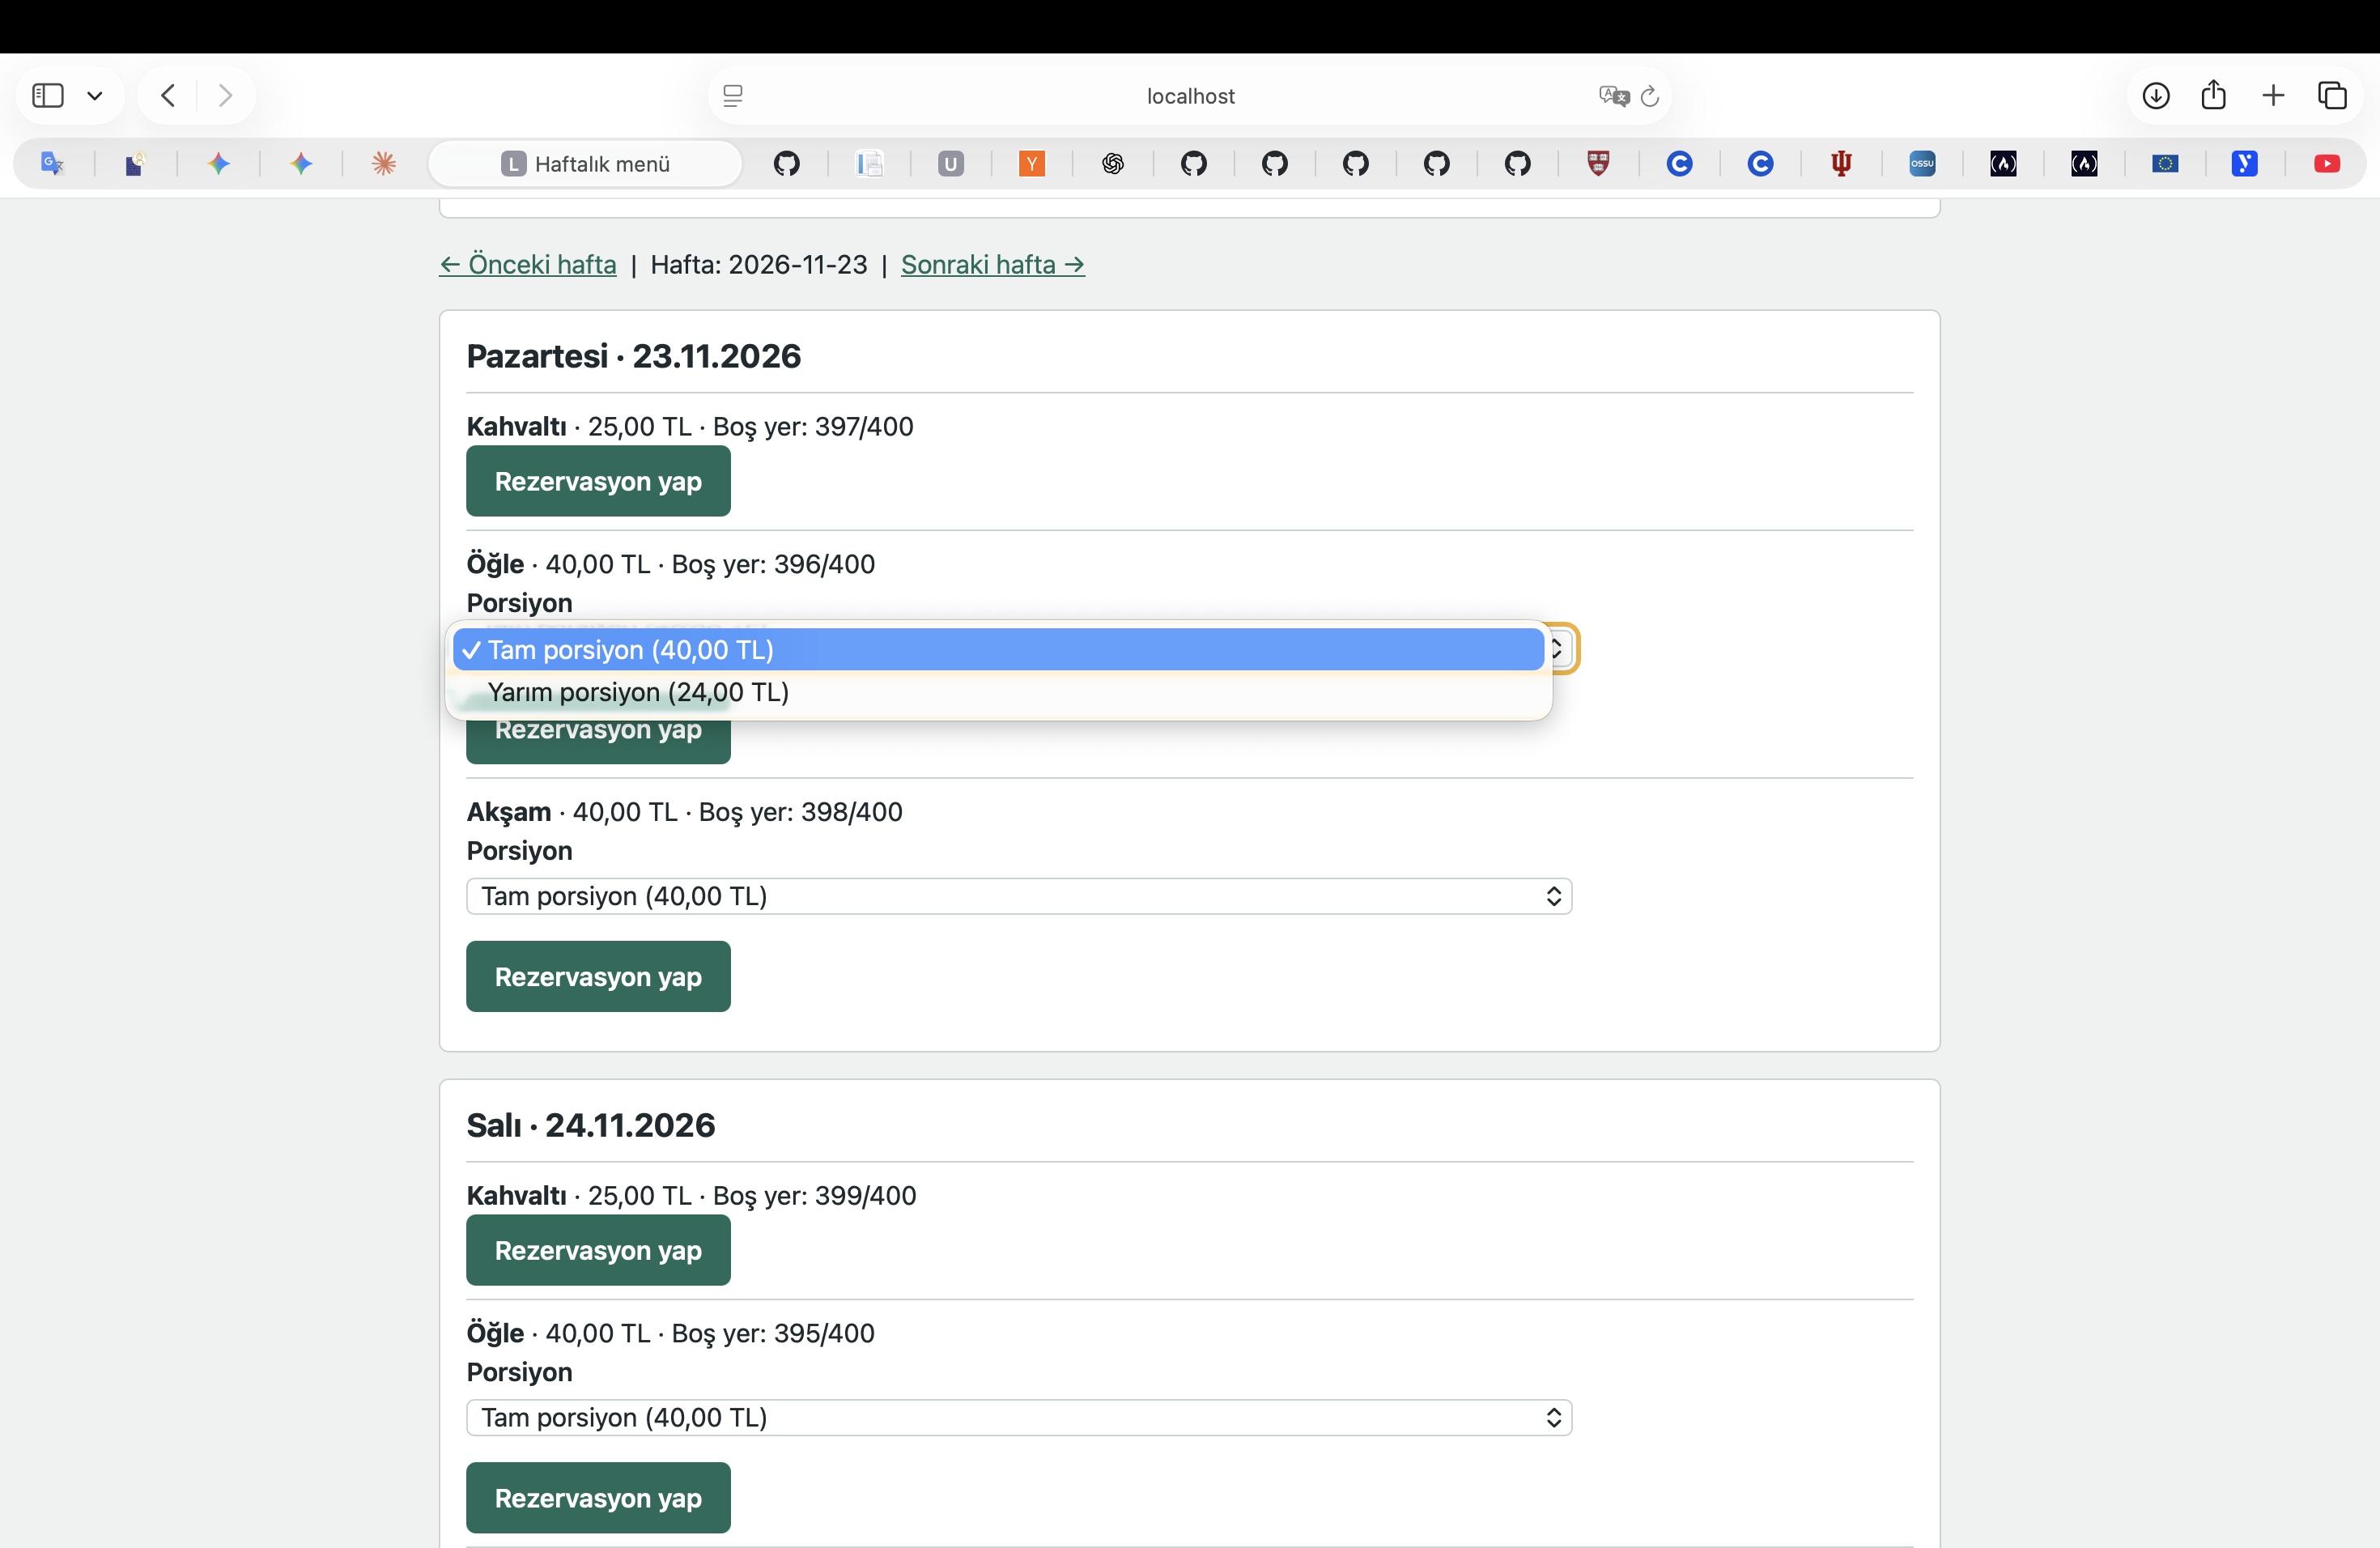 localhost
L Haftalık menü
U
Y
OSSU
← Önceki hafta | Hafta: 2026-11-23 | Sonraki hafta →
Pazartesi · 23.11.2026
Kahvaltı · 25,00 TL · Boş yer: 397/400
Rezervasyon yap
Öğle · 40,00 TL · Boş yer: 396/400
Porsiyon
✓ Tam porsiyon (40,00 TL)
Yarım porsiyon (24,00 TL)
Rezervasyon yap
Akşam · 40,00 TL · Boş yer: 398/400
Porsiyon
Tam porsiyon (40,00 TL)
Rezervasyon yap
Salı · 24.11.2026
Kahvaltı · 25,00 TL · Boş yer: 399/400
Rezervasyon yap
Öğle · 40,00 TL · Boş yer: 395/400
Porsiyon
Tam porsiyon (40,00 TL)
Rezervasyon yap